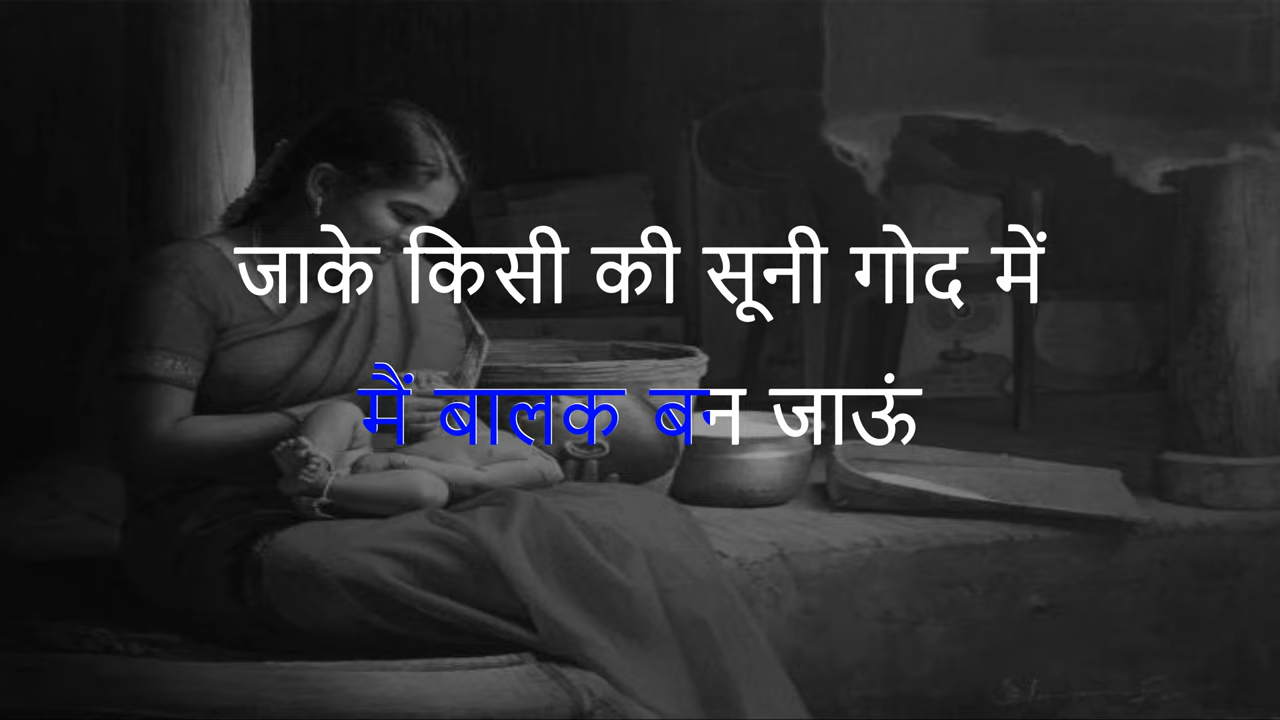 जाके किसी की सूनी गोद में
मैं बालक बन जाऊं